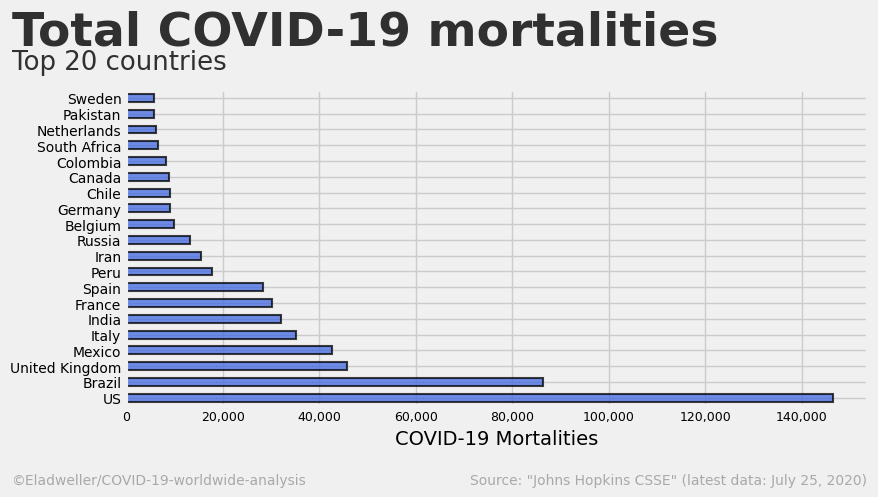 Total COVID-19 mortalities
Top 20 countries
Sweden
Pakistan
Netherlands
South Africa
Colombia
Canada
Chile
Germany
Belgium
Russia
Iran
Peru
Spain
France
India
Italy
Mexico
United Kingdom
Brazil
US
0 20,000 40,000 60,000 80,000 100,000 120,000 140,000
COVID-19 Mortalities
©Eladweller/COVID-19-worldwide-analysis Source: "Johns Hopkins CSSE" (latest data: July 25, 2020)